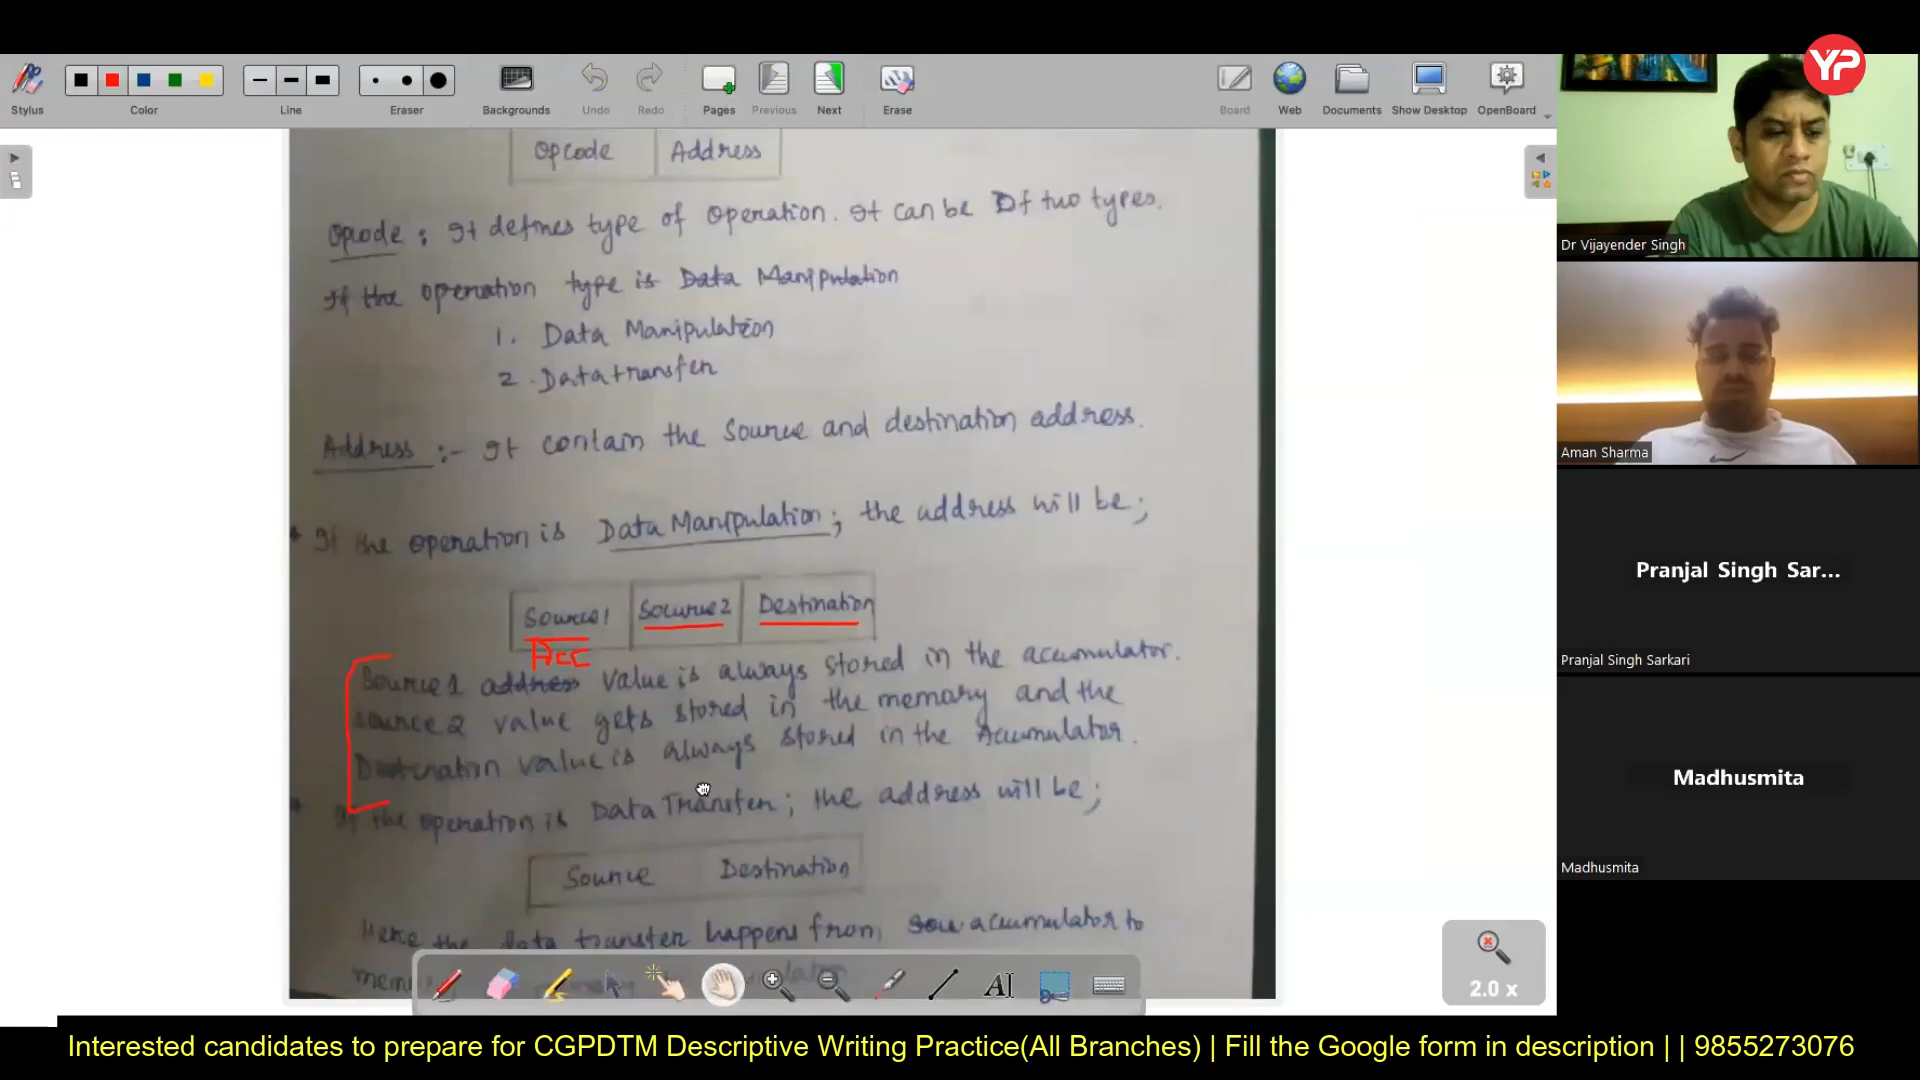 YP
Stylus
Color
Line
Eraser
Backgrounds
Undo
Redo
Pages
Previous
Next
Erase
Board
Web
Documents
Show Desktop
OpenBoard
Opcode Address
Opcode : It defines type of operation. It can be Of two types.
If the operation type is Data Manipulation
1. Data Manipulation
2. Data transfer
Address :- It contain the Source and destination address.
* If the operation is Data Manipulation; the address will be;
Source1 Source2 Destination
Acc
Source1 address value is always stored in the accumulator.
source2 value gets stored in the memory and the
Destination value is always stored in the Accumulator.
* If the operation is Data Transfer; the address will be;
Source Destination
Here the data transfer happens from sou accumulator to
2.0 x
Dr Vijayender Singh
Aman Sharma
Pranjal Singh Sar...
Pranjal Singh Sarkari
Madhusmita
Madhusmita
Interested candidates to prepare for CGPDTM Descriptive Writing Practice(All Branches) | Fill the Google form in description | | 9855273076